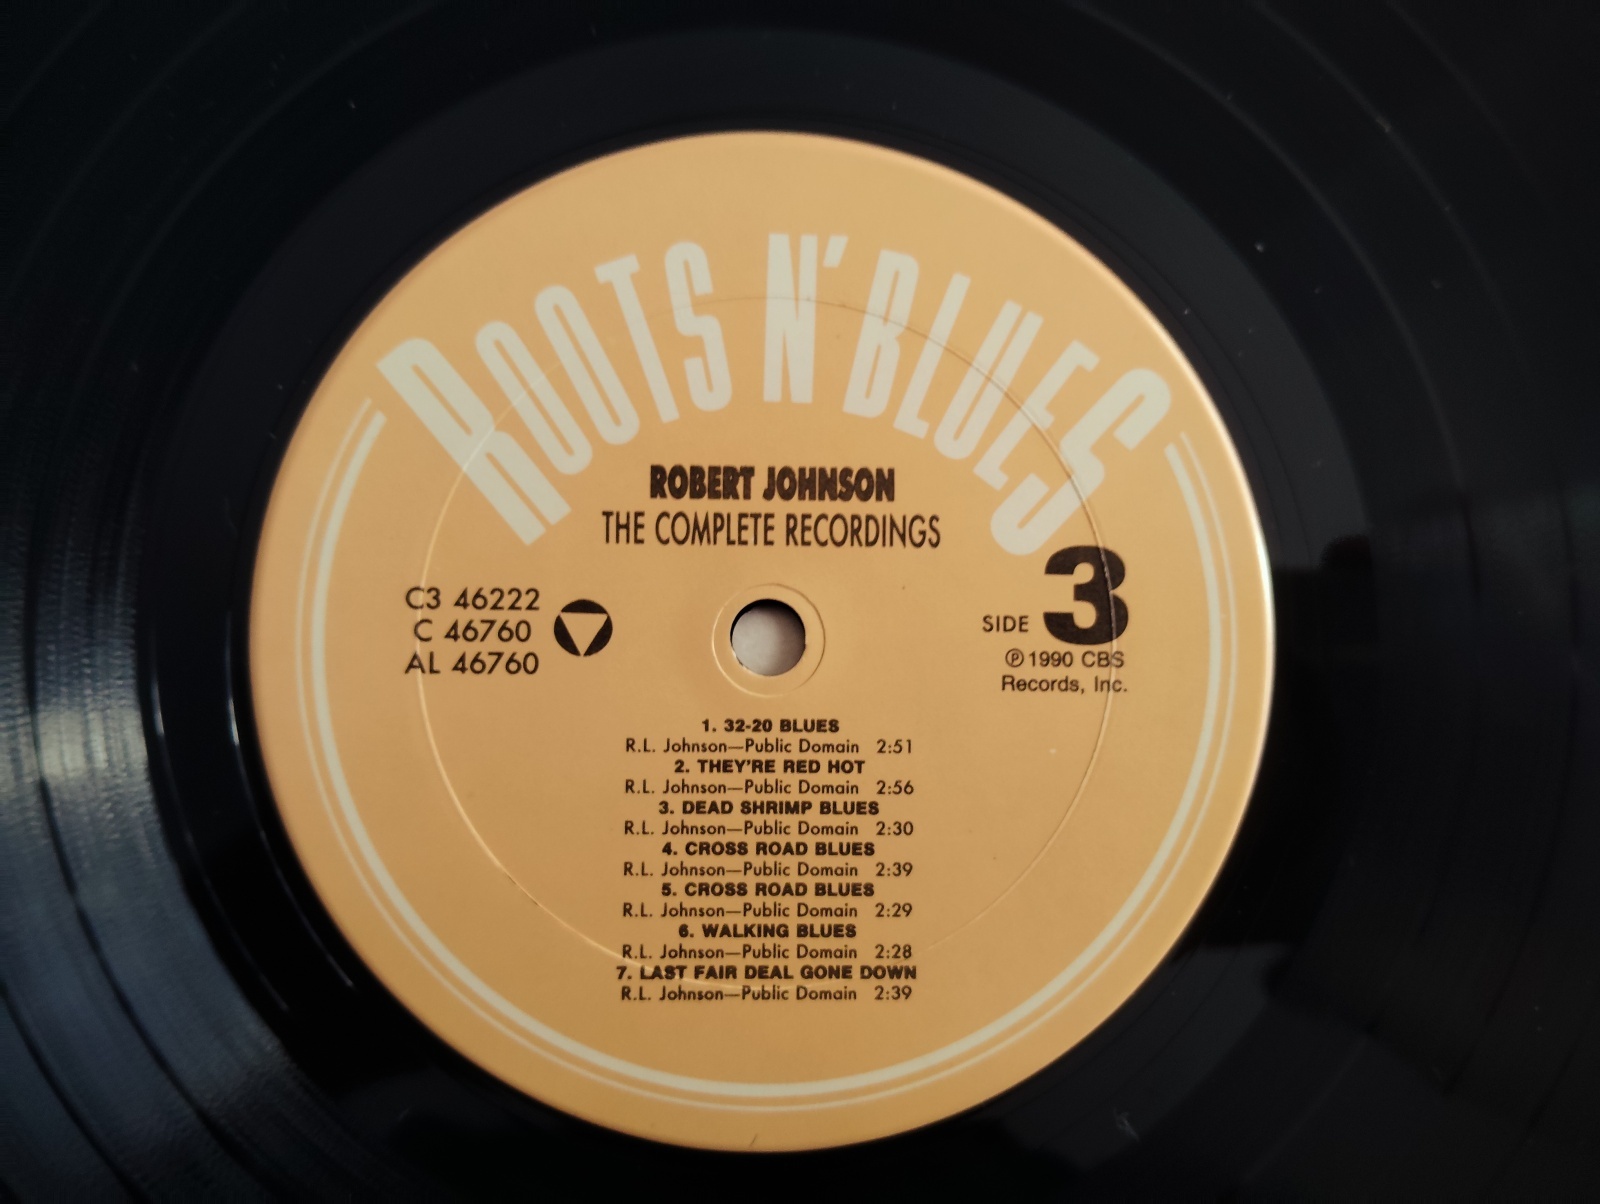 ROOTS N' BLUES
ROBERT JOHNSON
THE COMPLETE RECORDINGS
C3 46222
C 46760
AL 46760
SIDE 3
℗ 1990 CBS
Records, Inc.
1. 32-20 BLUES
R.L. Johnson—Public Domain 2:51
2. THEY'RE RED HOT
R.L. Johnson—Public Domain 2:56
3. DEAD SHRIMP BLUES
R.L. Johnson—Public Domain 2:30
4. CROSS ROAD BLUES
R.L. Johnson—Public Domain 2:39
5. CROSS ROAD BLUES
R.L. Johnson—Public Domain 2:29
6. WALKING BLUES
R.L. Johnson—Public Domain 2:28
7. LAST FAIR DEAL GONE DOWN
R.L. Johnson—Public Domain 2:39